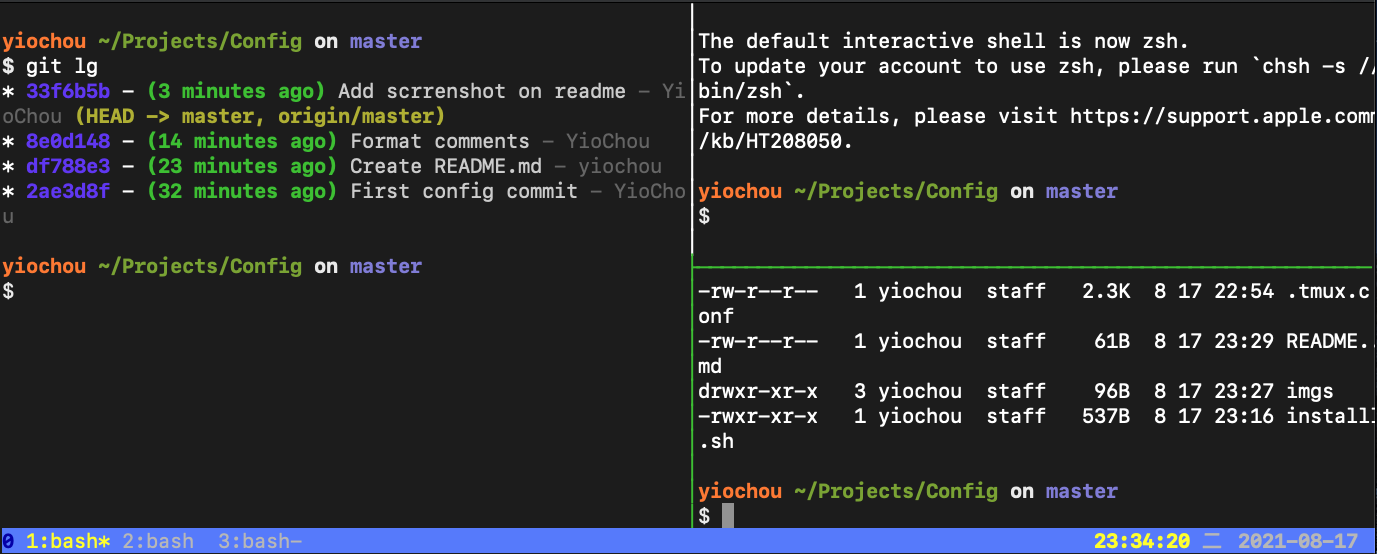 yiochou ~/Projects/Config on master
$ git lg
* 33f6b5b - (3 minutes ago) Add scrrenshot on readme - Yi
oChou (HEAD -> master, origin/master)
* 8e0d148 - (14 minutes ago) Format comments - YioChou
* df788e3 - (23 minutes ago) Create README.md - yiochou
* 2ae3d8f - (32 minutes ago) First config commit - YioCho
u
yiochou ~/Projects/Config on master
$
The default interactive shell is now zsh.
To update your account to use zsh, please run `chsh -s //
bin/zsh`.
For more details, please visit https://support.apple.comm
/kb/HT208050.
yiochou ~/Projects/Config on master
$
-rw-r--r--   1 yiochou  staff   2.3K  8 17 22:54 .tmux.c
onf
-rw-r--r--   1 yiochou  staff    61B  8 17 23:29 README..
md
drwxr-xr-x   3 yiochou  staff    96B  8 17 23:27 imgs
-rwxr-xr-x   1 yiochou  staff   537B  8 17 23:16 installl
.sh
yiochou ~/Projects/Config on master
$
0 1:bash* 2:bash  3:bash- 23:34:20 二 2021-08-17